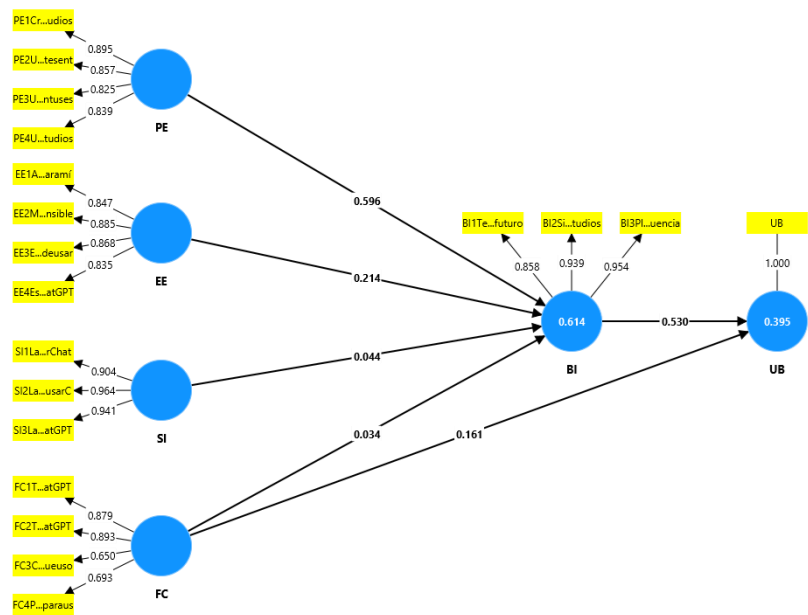 PE1Cr...udios
0.895
PE2U...tesent
0.857
PE3U...ntuses
0.825
PE4U...tudios
0.839
PE
EE1A...aramí
0.847
EE2M...nsible
0.885
EE3E...deusar
0.868
EE4Es...atGPT
0.835
EE
SI1La...rChat
0.904
SI2La...usarC
0.964
SI3La...atGPT
0.941
SI
FC1T...atGPT
0.879
FC2T...atGPT
0.893
FC3C...ueuso
0.650
FC4P...paraus
0.693
FC
0.596
0.214
0.044
0.034
0.161
BI1Te...futuro
BI2Si...tudios
BI3Pl...uencia
0.858
0.939
0.954
0.614
BI
0.530
UB
1.000
0.395
UB